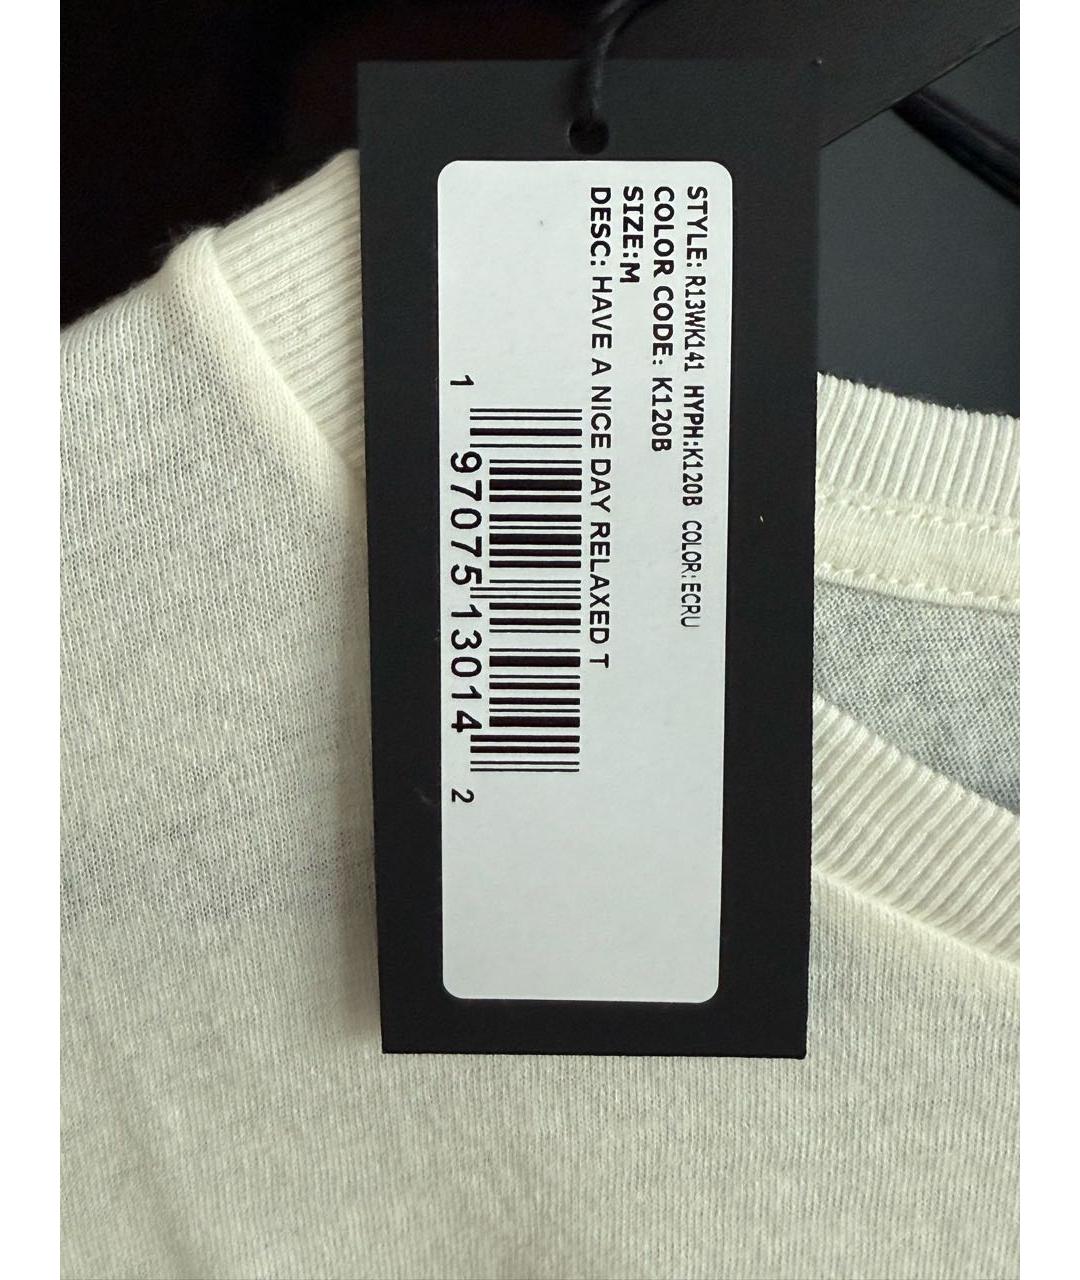 STYLE: R13WK141 HYPH:K120B COLOR: ECRU
COLOR CODE: K120B
SIZE:M
DESC: HAVE A NICE DAY RELAXED T
1 97075 13014 2